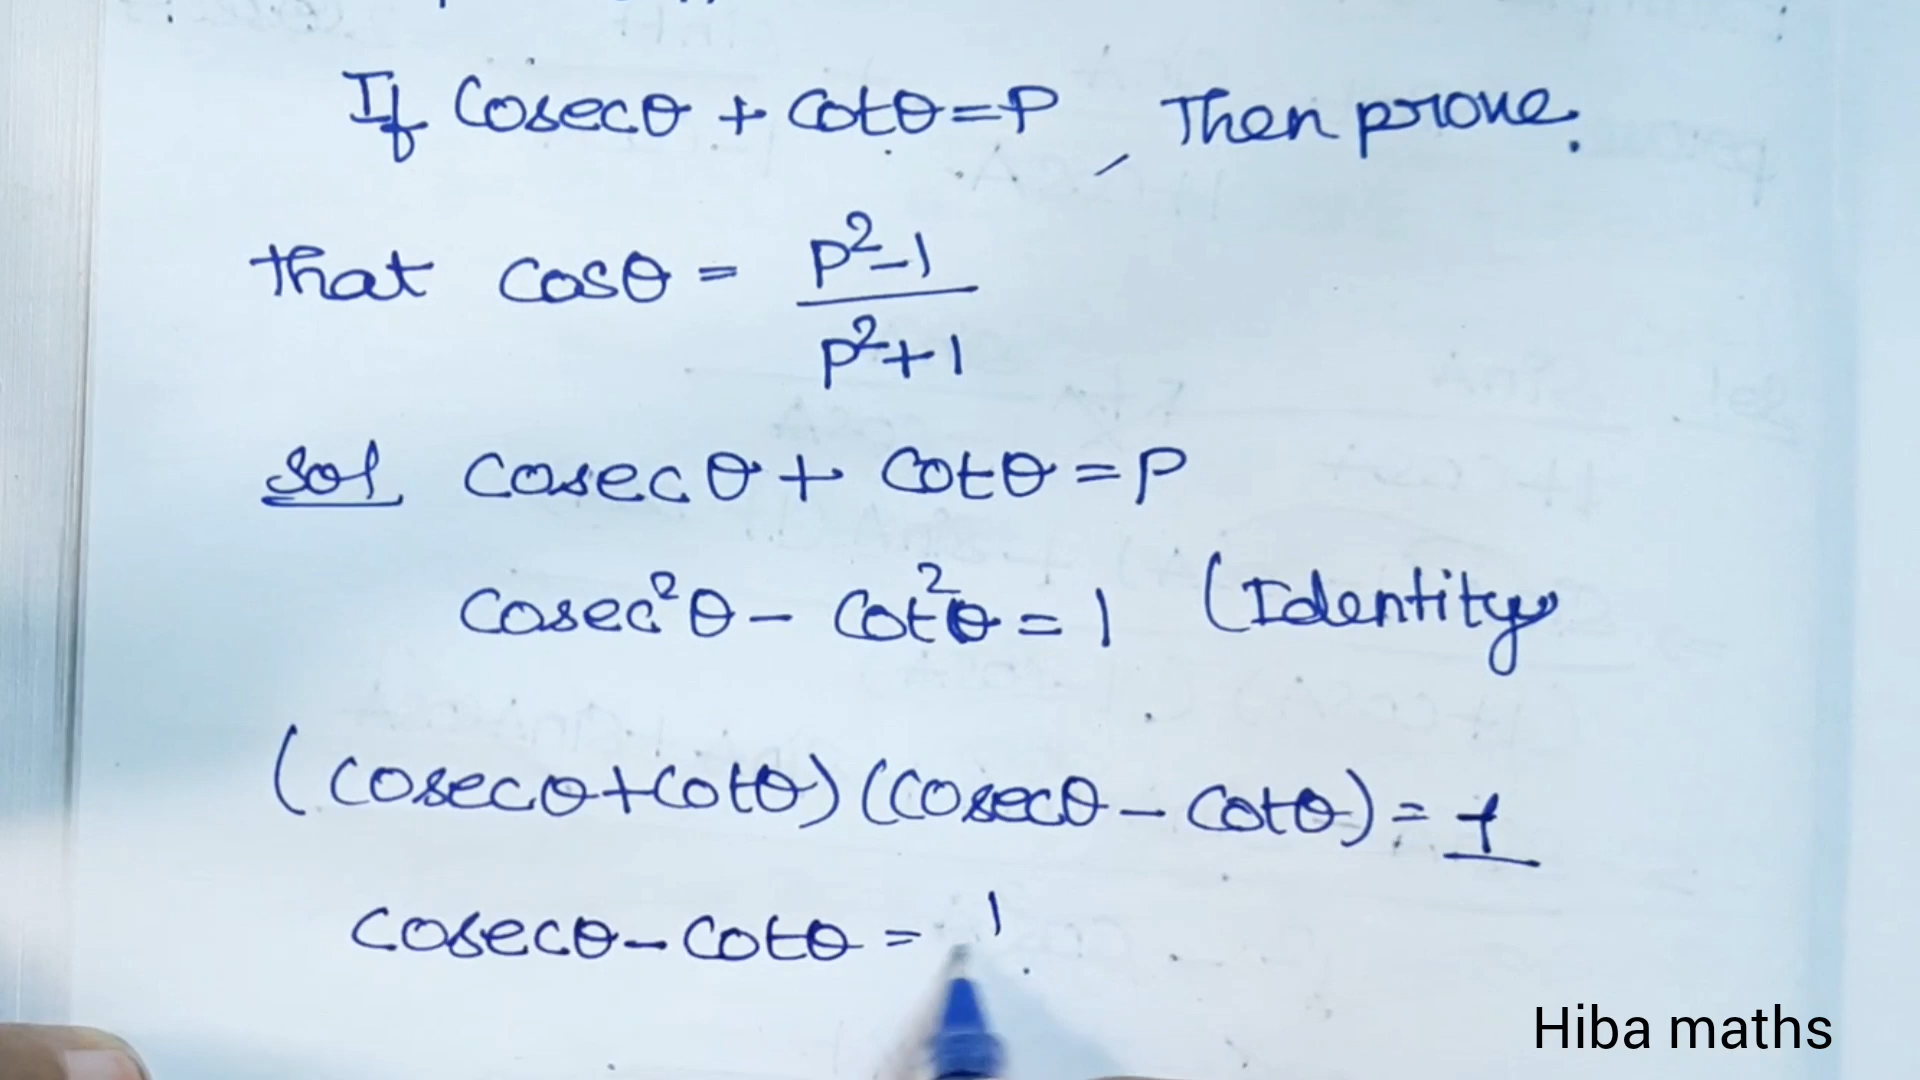 If Cosecθ + Cotθ = P, Then prove.
that cosθ = P²-1 / P²+1
Sol Cosec θ + Cotθ = P
Cosec²θ - Cot²θ = 1 (Identity
(Cosecθ+Cotθ)(Cosecθ - Cotθ) = 1
Cosecθ - Cotθ = 1
Hiba maths